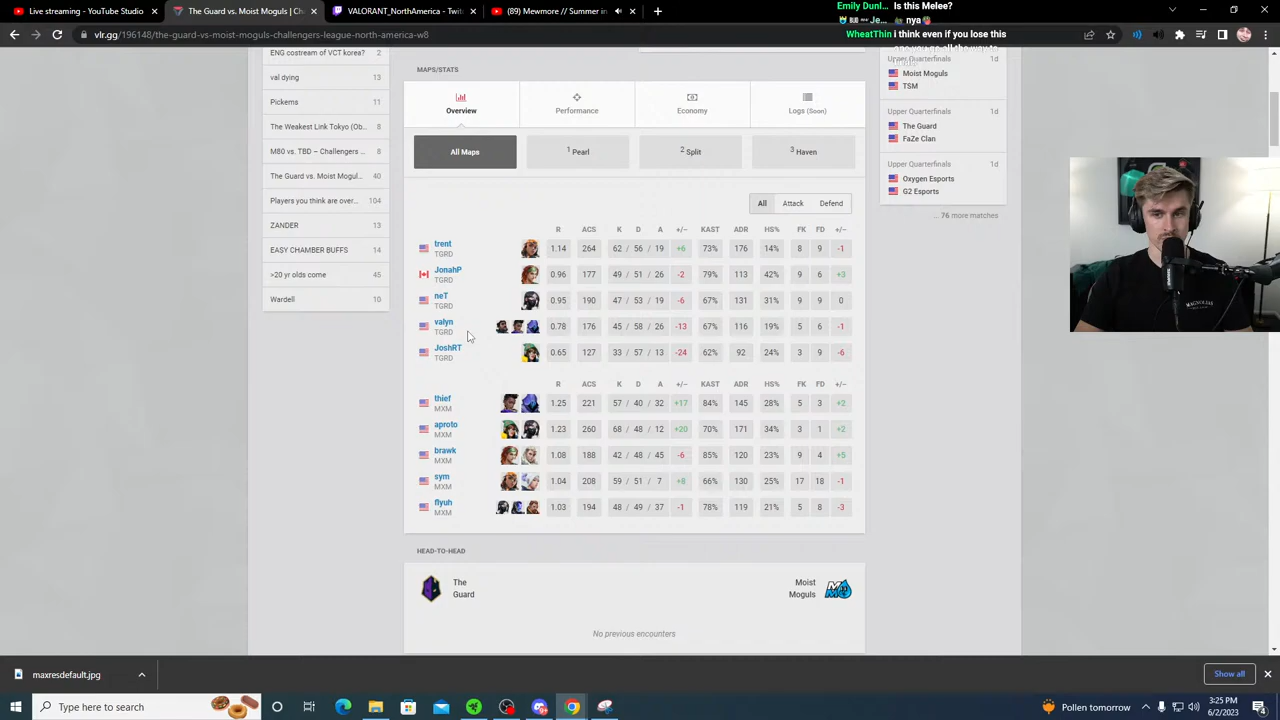 Live streaming - YouTube Studio
The Guard vs. Moist Moguls | Ch
VALORANT_NorthAmerica - Twitc
(89) Mewmore // Summer in
Emily Dunl... Is this Melee?
Je... nya
WheatThin i think even if you lose this
one you go all the way to
vlr.gg/196148/the-guard-vs-moist-moguls-challengers-league-north-america-w8
ENG costream of VCT korea? 2
val dying 13
Pickems 11
The Weakest Link Tokyo (Ob... 8
M80 vs. TBD – Challengers ... 8
The Guard vs. Moist Mogul... 40
Players you think are over... 104
ZANDER 13
EASY CHAMBER BUFFS 14
>20 yr olds come 45
Wardell 10
MAPS/STATS
Overview Performance Economy Logs (Soon)
All Maps 1 Pearl 2 Split 3 Haven
All Attack Defend
R ACS K D A +/– KAST ADR HS% FK FD +/–
trent TGRD 1.14 264 62 / 56 / 19 +6 73% 176 14% 8 9 -1
JonahP TGRD 0.96 177 49 / 51 / 26 -2 79% 113 42% 9 6 +3
neT TGRD 0.95 190 47 / 53 / 19 -6 67% 131 31% 9 9 0
valyn TGRD 0.78 176 45 / 58 / 26 -13 67% 116 19% 5 6 -1
JoshRT TGRD 0.65 127 33 / 57 / 13 -24 62% 92 24% 3 9 -6
R ACS K D A +/– KAST ADR HS% FK FD +/–
thief MXM 1.25 221 57 / 40 / 32 +17 84% 145 28% 5 3 +2
aproto MXM 1.23 260 68 / 48 / 12 +20 70% 171 34% 3 1 +2
brawk MXM 1.08 188 42 / 48 / 45 -6 85% 120 23% 9 4 +5
sym MXM 1.04 208 59 / 51 / 7 +8 66% 130 25% 17 18 -1
flyuh MXM 1.03 194 48 / 49 / 37 -1 78% 119 21% 5 8 -3
HEAD-TO-HEAD
The Guard
Moist Moguls
No previous encounters
Upper Quarterfinals 1d
Moist Moguls
TSM
Upper Quarterfinals 1d
The Guard
FaZe Clan
Upper Quarterfinals 1d
Oxygen Esports
G2 Esports
... 76 more matches
MAGNOLIAS
maxresdefault.jpg
Show all
Type here to search
Pollen tomorrow
3:25 PM
6/2/2023